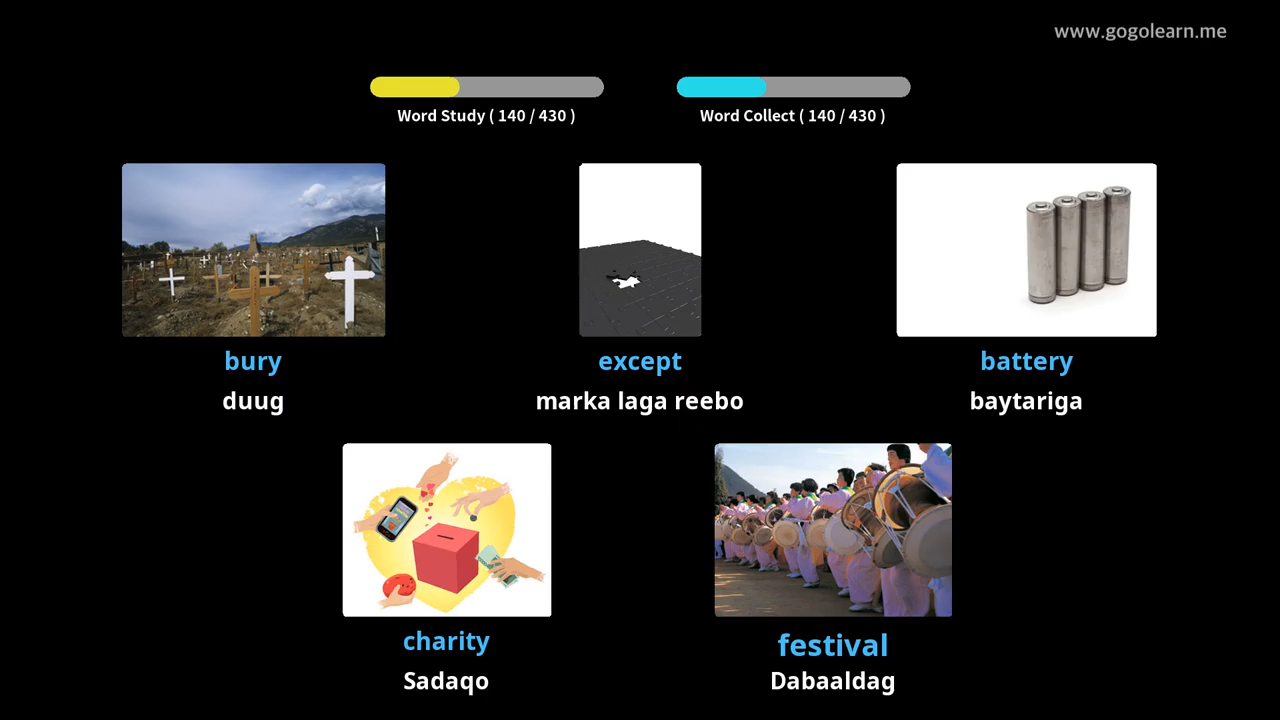 www.gogolearn.me
Word Study ( 140 / 430 )
Word Collect ( 140 / 430 )
bury
duug
except
marka laga reebo
battery
baytariga
charity
Sadaqo
festival
Dabaaldag